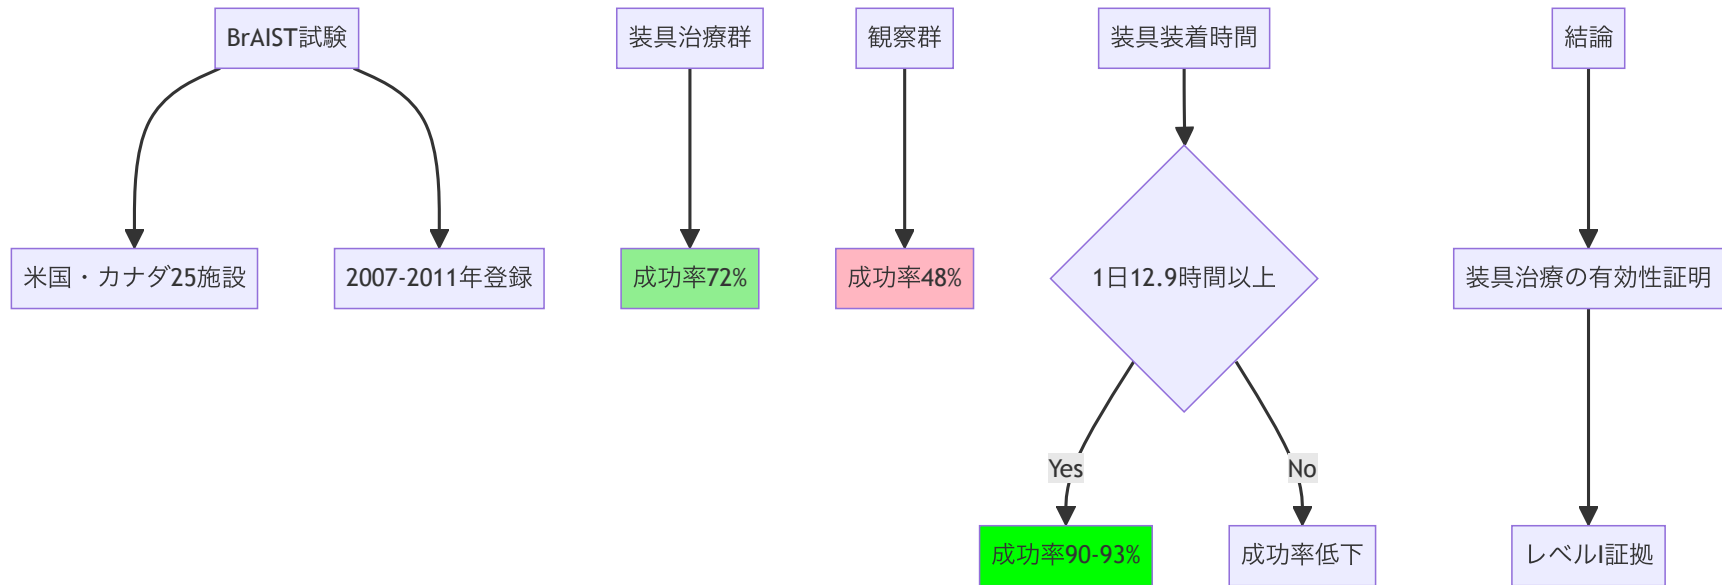 BrAIST試験
装具治療群
観察群
装具装着時間
結論
米国・カナダ25施設
2007-2011年登録
成功率72%
成功率48%
1日12.9時間以上
装具治療の有効性証明
Yes
No
成功率90-93%
成功率低下
レベルI証拠